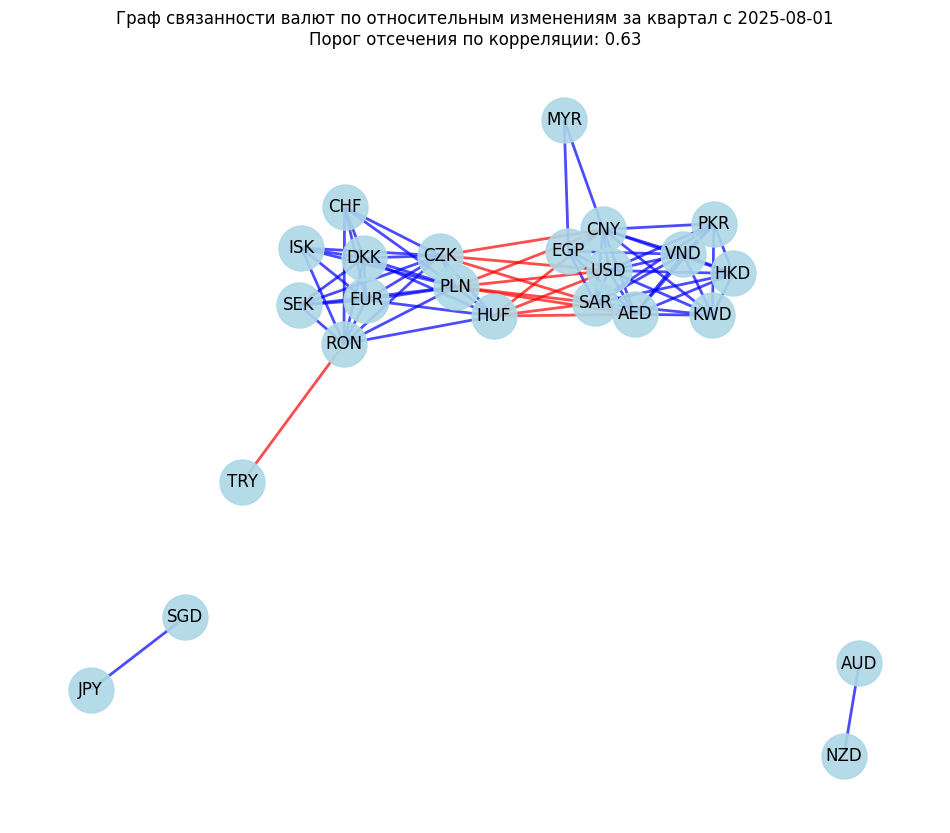 Граф связанности валют по относительным изменениям за квартал с 2025-08-01
Порог отсечения по корреляции: 0.63
MYR
CHF
PKR
CNY
ISK
EGP
CZK
VND
DKK
USD
HKD
PLN
EUR
SAR
SEK
AED
KWD
HUF
RON
TRY
SGD
AUD
JPY
NZD